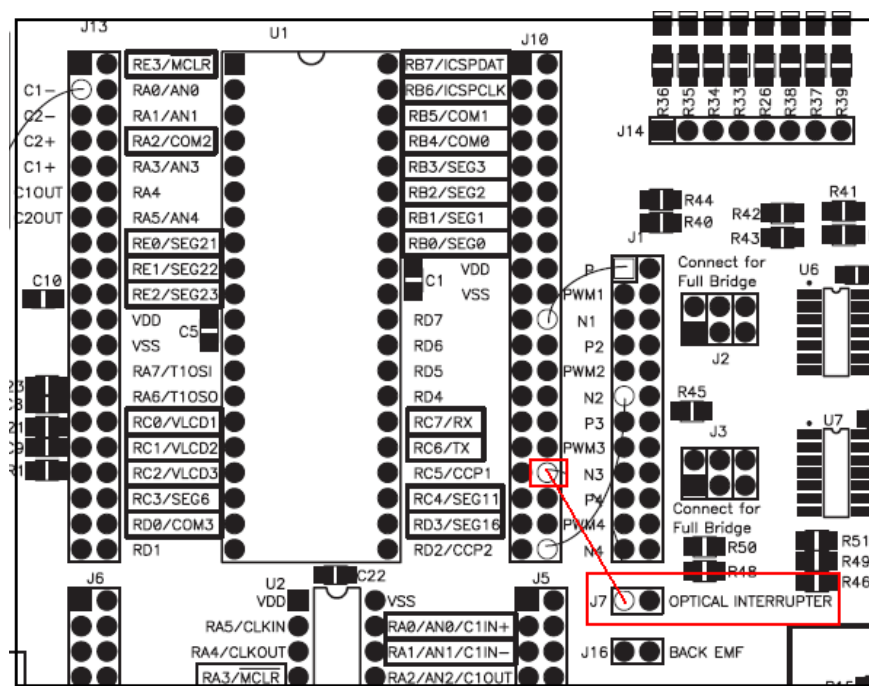 J13
U1
J10
RE3/MCLR
RB7/ICSPDAT
C1-
RA0/AN0
RB6/ICSPCLK
C2-
RA1/AN1
RB5/COM1
C2+
RA2/COM2
RB4/COM0
C1+
RA3/AN3
RB3/SEG3
C1OUT
RA4
RB2/SEG2
C2OUT
RA5/AN4
RB1/SEG1
RE0/SEG21
RB0/SEG0
RE1/SEG22
C1
VDD
C10
RE2/SEG23
VSS
VDD
C5
RD7
VSS
RD6
RA7/T1OSI
RD5
RA6/T1OSO
RD4
RC0/VLCD1
RC7/RX
RC1/VLCD2
RC6/TX
RC2/VLCD3
RC5/CCP1
RC3/SEG6
RC4/SEG11
RD0/COM3
RD3/SEG16
RD1
RD2/CCP2
R36
R35
R34
R33
R26
R38
R37
R39
J14
R44
R40
R42
R43
R41
J1
P
PWM1
N1
P2
PWM2
N2
P3
PWM3
N3
P4
PWM4
N4
Connect for
Full Bridge
J2
U6
R45
J3
U7
Connect for
Full Bridge
R50
R48
R51
R49
R46
J7
OPTICAL INTERRUPTER
J16
BACK EMF
J6
U2
C22
J5
VDD
VSS
RA5/CLKIN
RA0/AN0/C1IN+
RA4/CLKOUT
RA1/AN1/C1IN-
RA3/MCLR
RA2/AN2/C1OUT